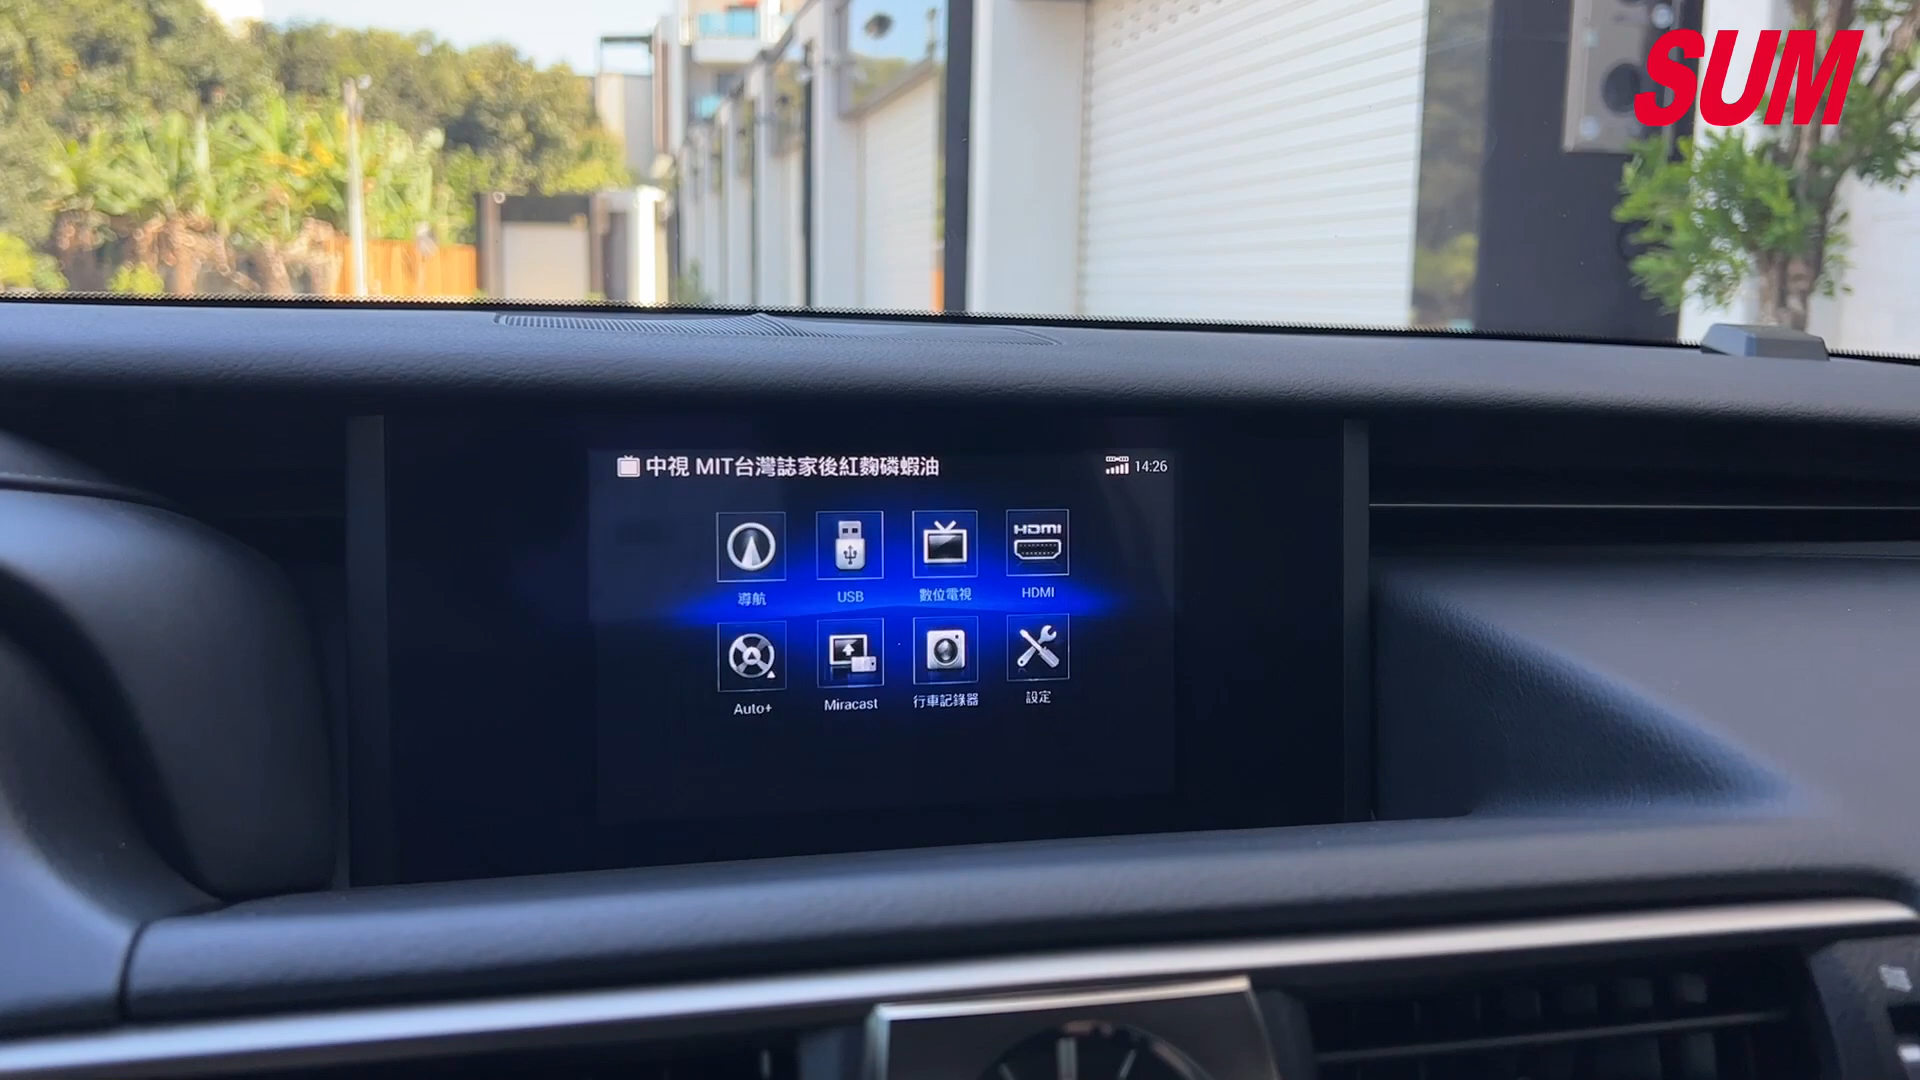 SUM
中視 MIT台灣誌家後紅麴磷蝦油
14:26
HDMI
導航
USB
數位電視
HDMI
Auto+
Miracast
行車記錄器
設定